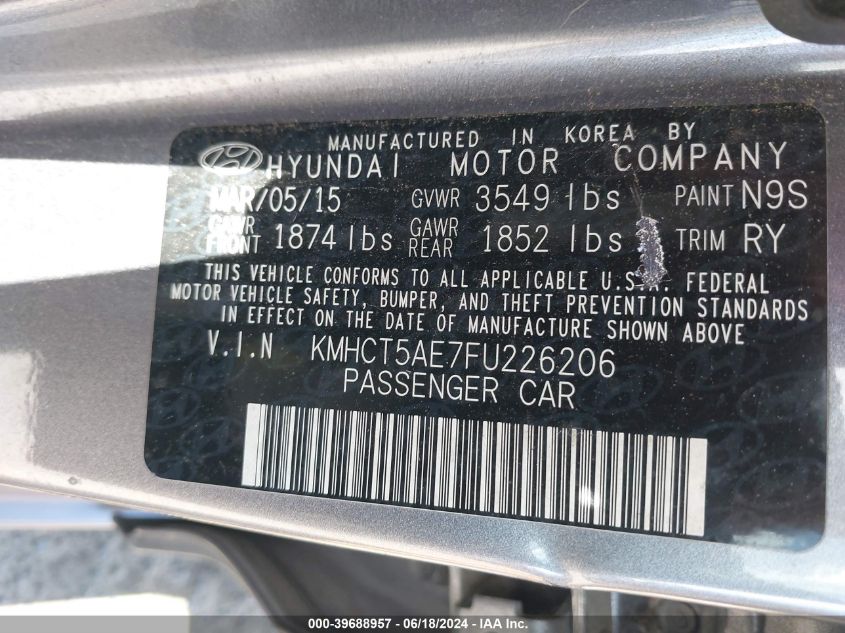 MANUFACTURED IN KOREA BY
HYUNDAI MOTOR COMPANY
MAR/05/15 GVWR 3549 lbs PAINT N9S
GAWR FRONT 1874 lbs GAWR REAR 1852 lbs TRIM RY
THIS VEHICLE CONFORMS TO ALL APPLICABLE U.S.A. FEDERAL
MOTOR VEHICLE SAFETY, BUMPER, AND THEFT PREVENTION STANDARDS
IN EFFECT ON THE DATE OF MANUFACTURE SHOWN ABOVE
V.I.N KMHCT5AE7FU226206
PASSENGER CAR
000-39688957 - 06/18/2024 - IAA Inc.